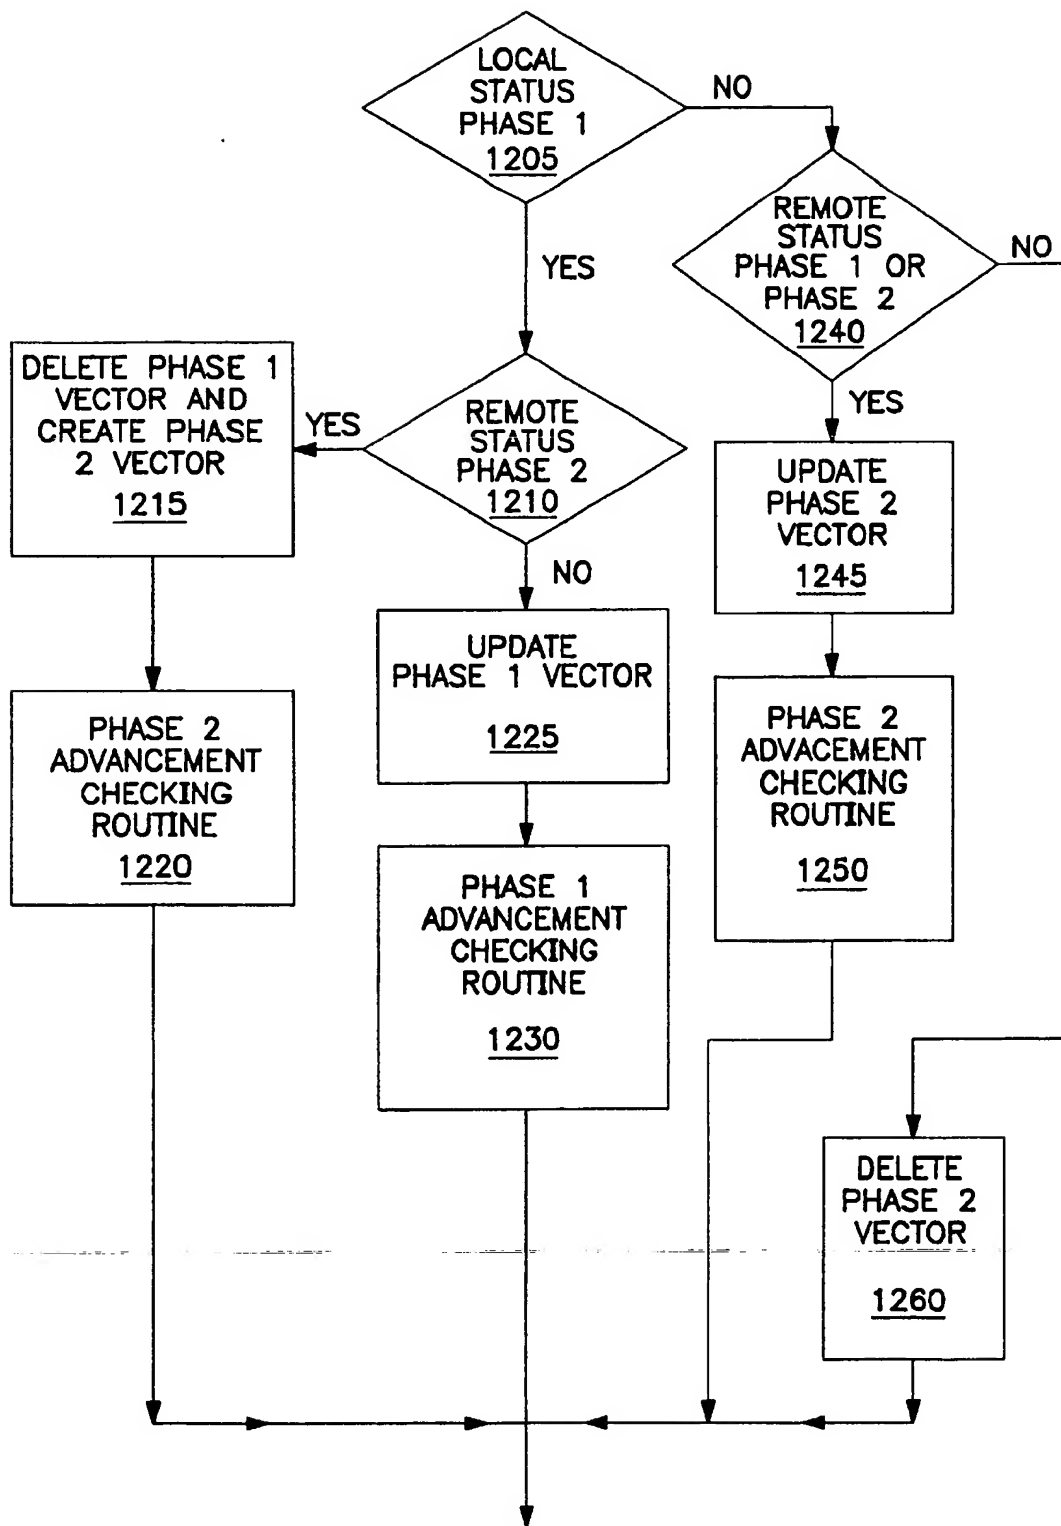 LOCAL
STATUS
PHASE 1
1205
NO
REMOTE
STATUS
PHASE 1 OR
PHASE 2
1240
NO
YES
DELETE PHASE 1
VECTOR AND
CREATE PHASE
2 VECTOR
1215
YES
REMOTE
STATUS
PHASE 2
1210
YES
UPDATE
PHASE 2
VECTOR
1245
NO
UPDATE
PHASE 1 VECTOR
1225
PHASE 2
ADVANCEMENT
CHECKING
ROUTINE
1220
PHASE 2
ADVACEMENT
CHECKING
ROUTINE
1250
PHASE 1
ADVANCEMENT
CHECKING
ROUTINE
1230
DELETE
PHASE 2
VECTOR
1260